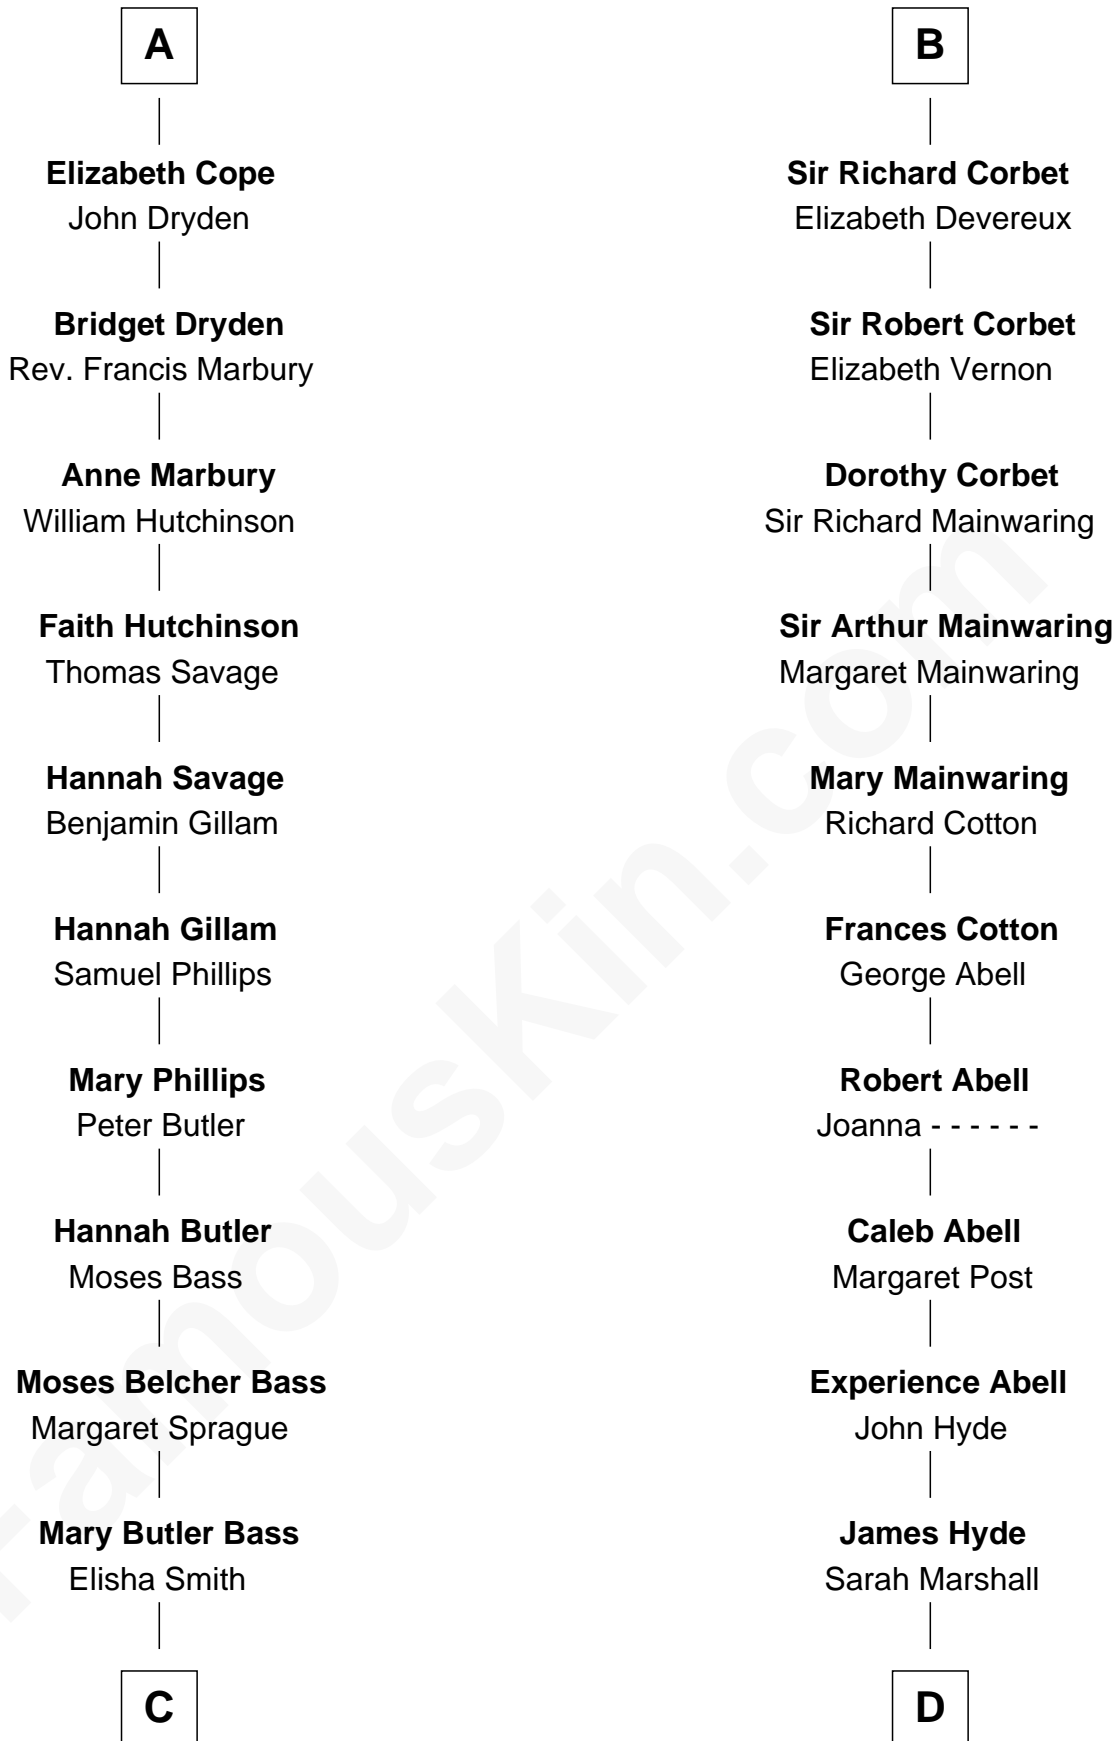 A
Elizabeth Cope
John Dryden
Bridget Dryden
Rev. Francis Marbury
Anne Marbury
William Hutchinson
Faith Hutchinson
Thomas Savage
Hannah Savage
Benjamin Gillam
Hannah Gillam
Samuel Phillips
Mary Phillips
Peter Butler
Hannah Butler
Moses Bass
Moses Belcher Bass
Margaret Sprague
Mary Butler Bass
Elisha Smith
C
B
Sir Richard Corbet
Elizabeth Devereux
Sir Robert Corbet
Elizabeth Vernon
Dorothy Corbet
Sir Richard Mainwaring
Sir Arthur Mainwaring
Margaret Mainwaring
Mary Mainwaring
Richard Cotton
Frances Cotton
George Abell
Robert Abell
Joanna - - - - - -
Caleb Abell
Margaret Post
Experience Abell
John Hyde
James Hyde
Sarah Marshall
D
FamousKin.com